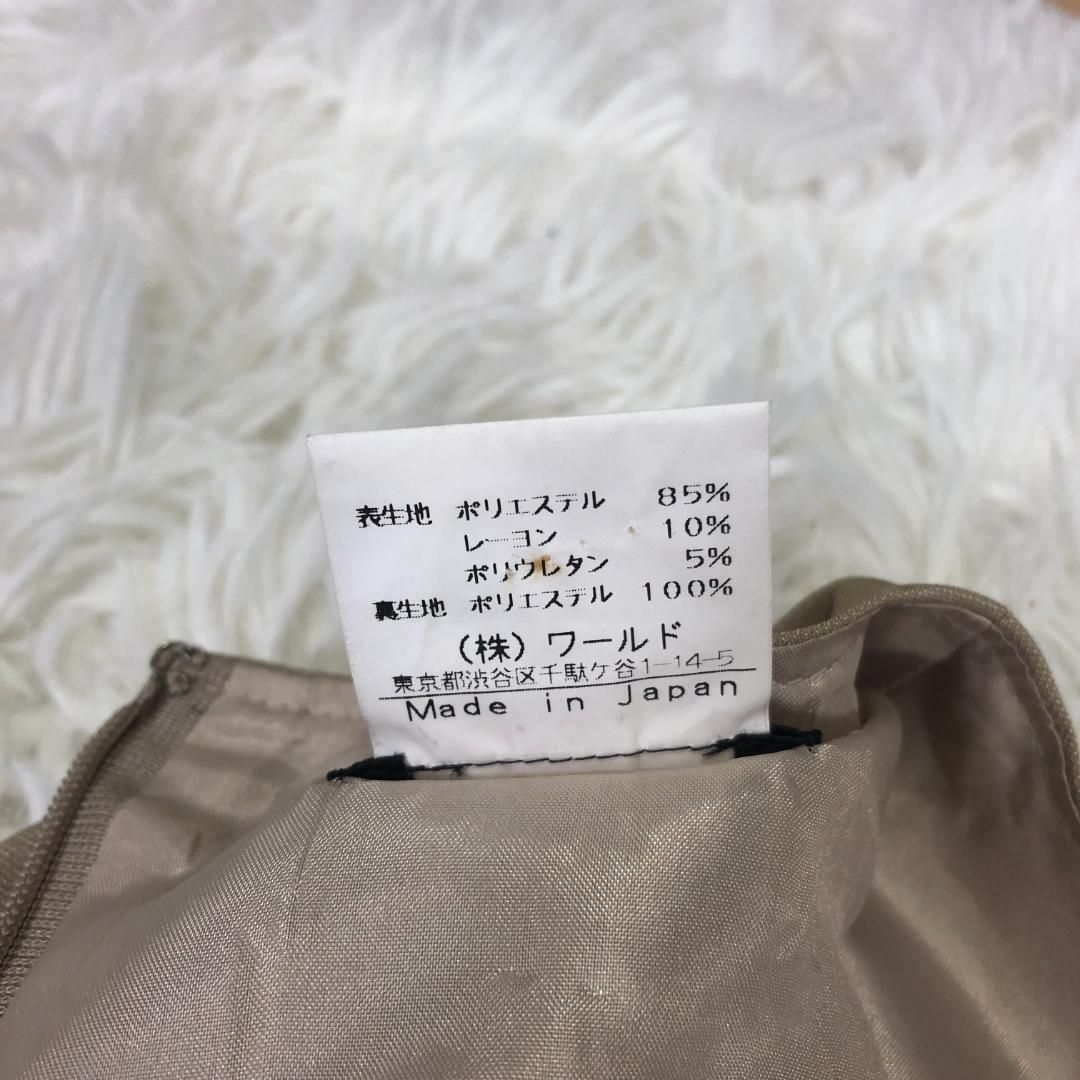 表生地 ポリエステル 85%
レーヨン 10%
ポリウレタン 5%
裏生地 ポリエステル 100%
(株)ワールド
東京都渋谷区千駄ケ谷1-14-5
Made in Japan